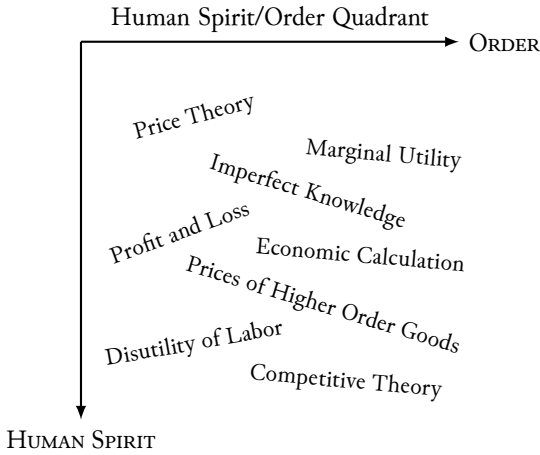 Human Spirit/Order Quadrant
ORDER
Price Theory
Marginal Utility
Imperfect Knowledge
Profit and Loss
Economic Calculation
Prices of Higher Order Goods
Disutility of Labor
Competitive Theory
HUMAN SPIRIT